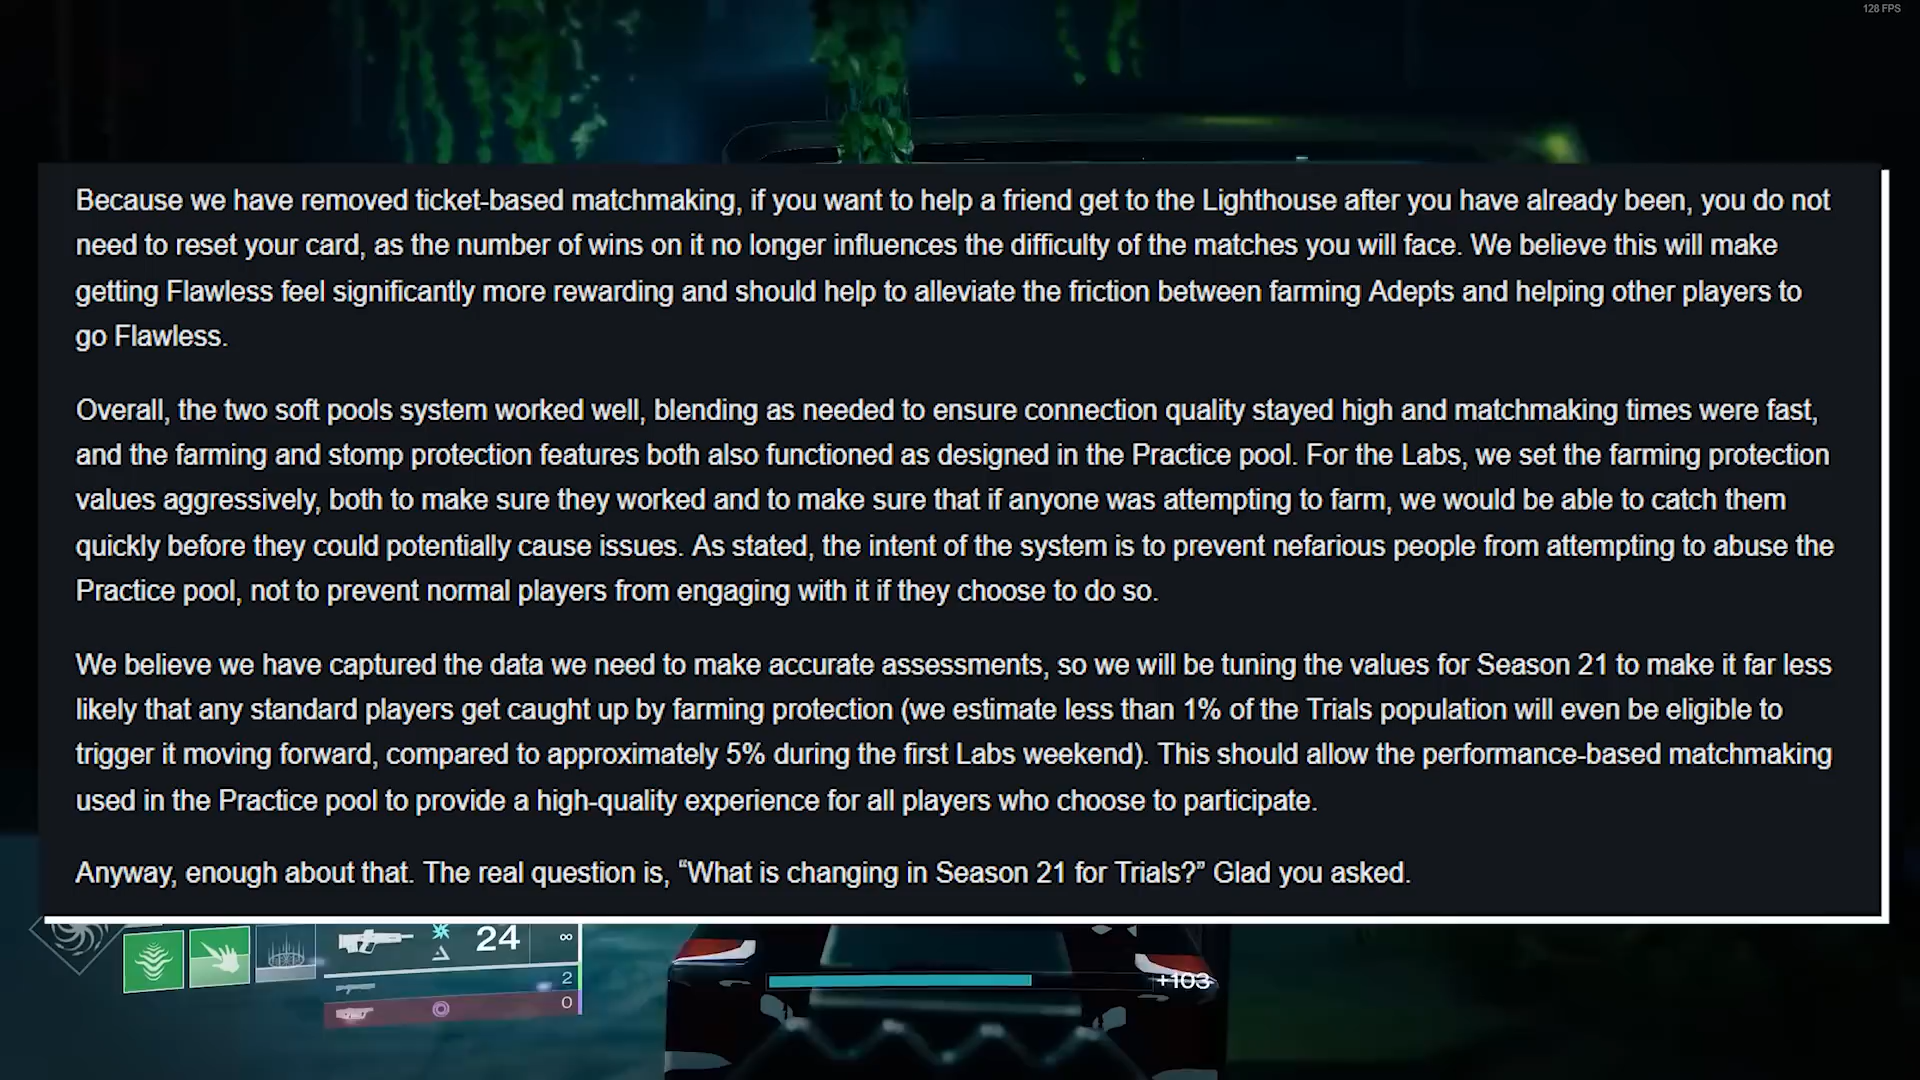 128 FPS
Because we have removed ticket-based matchmaking, if you want to help a friend get to the Lighthouse after you have already been, you do not
need to reset your card, as the number of wins on it no longer influences the difficulty of the matches you will face. We believe this will make
getting Flawless feel significantly more rewarding and should help to alleviate the friction between farming Adepts and helping other players to
go Flawless.
Overall, the two soft pools system worked well, blending as needed to ensure connection quality stayed high and matchmaking times were fast,
and the farming and stomp protection features both also functioned as designed in the Practice pool. For the Labs, we set the farming protection
values aggressively, both to make sure they worked and to make sure that if anyone was attempting to farm, we would be able to catch them
quickly before they could potentially cause issues. As stated, the intent of the system is to prevent nefarious people from attempting to abuse the
Practice pool, not to prevent normal players from engaging with it if they choose to do so.
We believe we have captured the data we need to make accurate assessments, so we will be tuning the values for Season 21 to make it far less
likely that any standard players get caught up by farming protection (we estimate less than 1% of the Trials population will even be eligible to
trigger it moving forward, compared to approximately 5% during the first Labs weekend). This should allow the performance-based matchmaking
used in the Practice pool to provide a high-quality experience for all players who choose to participate.
Anyway, enough about that. The real question is, “What is changing in Season 21 for Trials?” Glad you asked.
24 ∞
2
0
+103